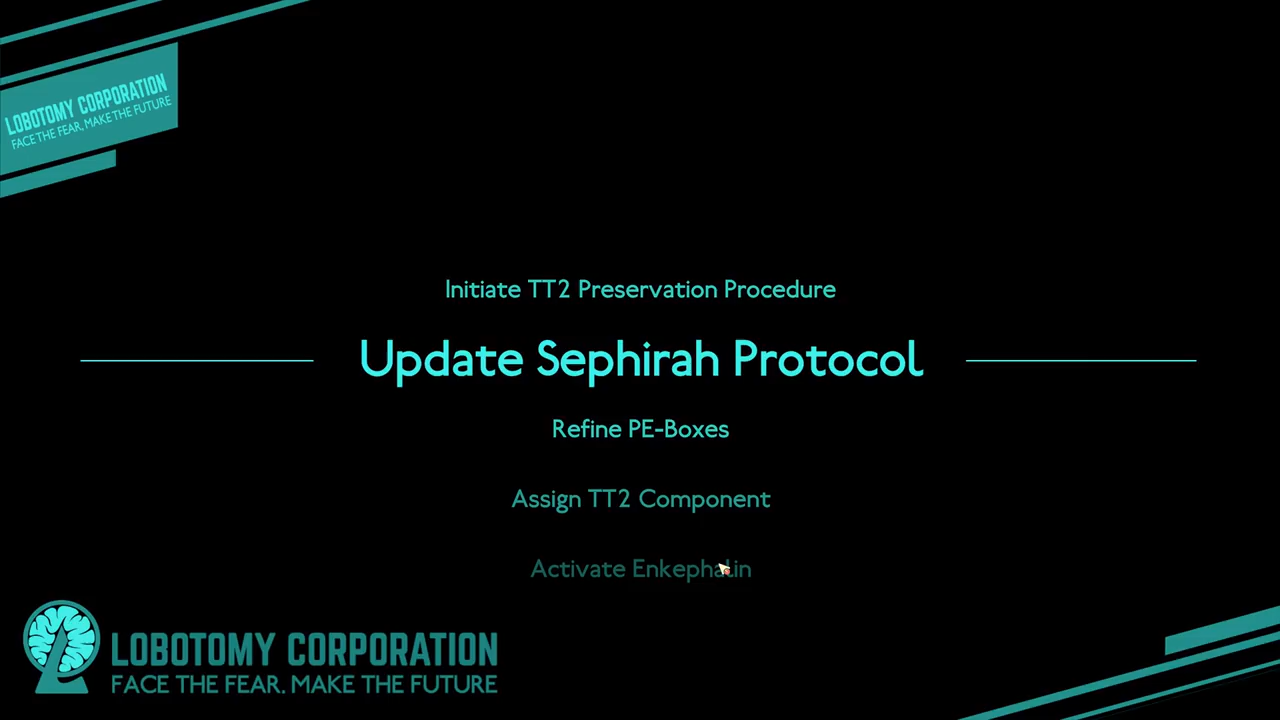 LOBOTOMY CORPORATION
FACE THE FEAR, MAKE THE FUTURE
Initiate TT2 Preservation Procedure
Update Sephirah Protocol
Refine PE-Boxes
Assign TT2 Component
Activate Enkephalin
LOBOTOMY CORPORATION
FACE THE FEAR, MAKE THE FUTURE